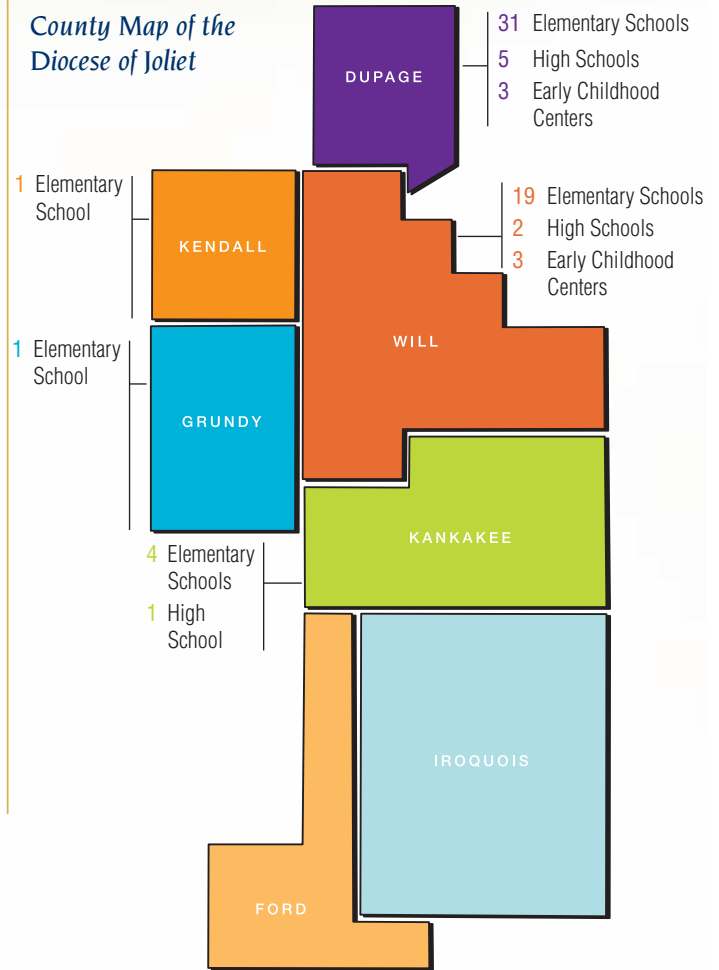 County Map of the
Diocese of Joliet
DUPAGE
31 Elementary Schools
5 High Schools
3 Early Childhood
Centers
1 Elementary
School
KENDALL
19 Elementary Schools
2 High Schools
3 Early Childhood
Centers
WILL
1 Elementary
School
GRUNDY
KANKAKEE
4 Elementary
Schools
1 High
School
IROQUOIS
FORD